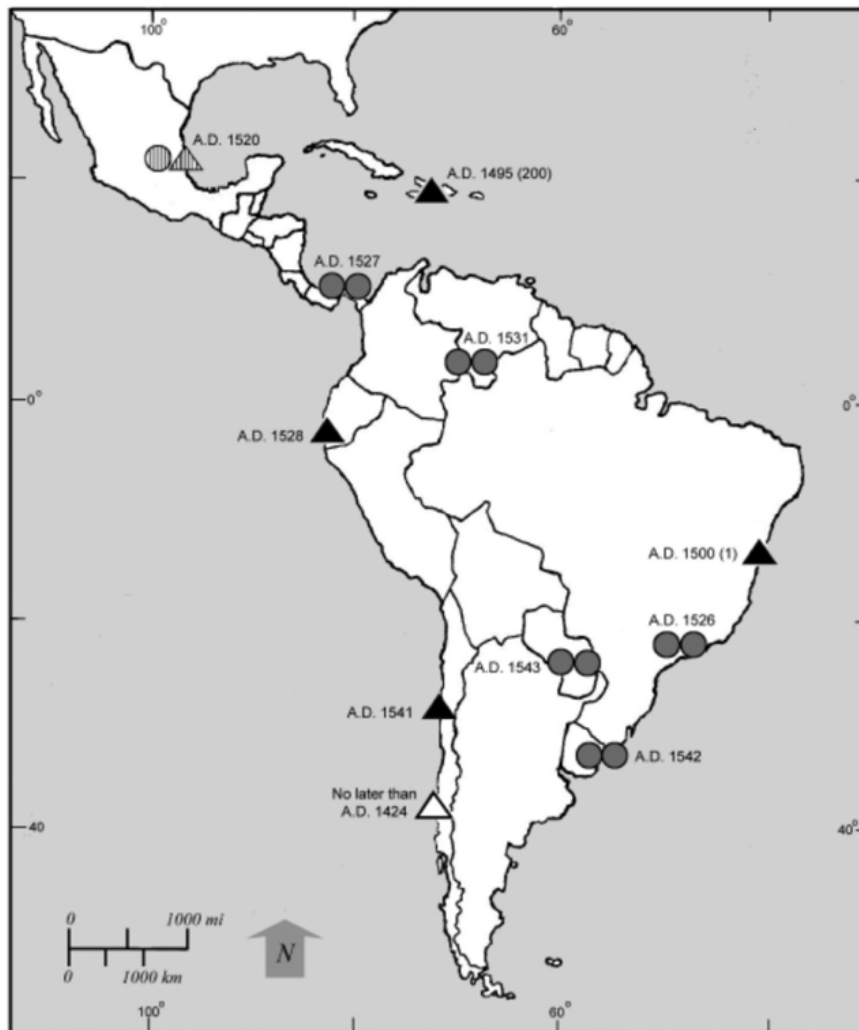 100°
60°
A.D. 1520
A.D. 1495 (200)
A.D. 1527
A.D. 1531
0°
0°
A.D. 1528
A.D. 1500 (1)
A.D. 1526
A.D. 1543
A.D. 1541
A.D. 1542
No later than
A.D. 1424
40
40°
0
1000 mi
0
1000 km
N
100°
60°